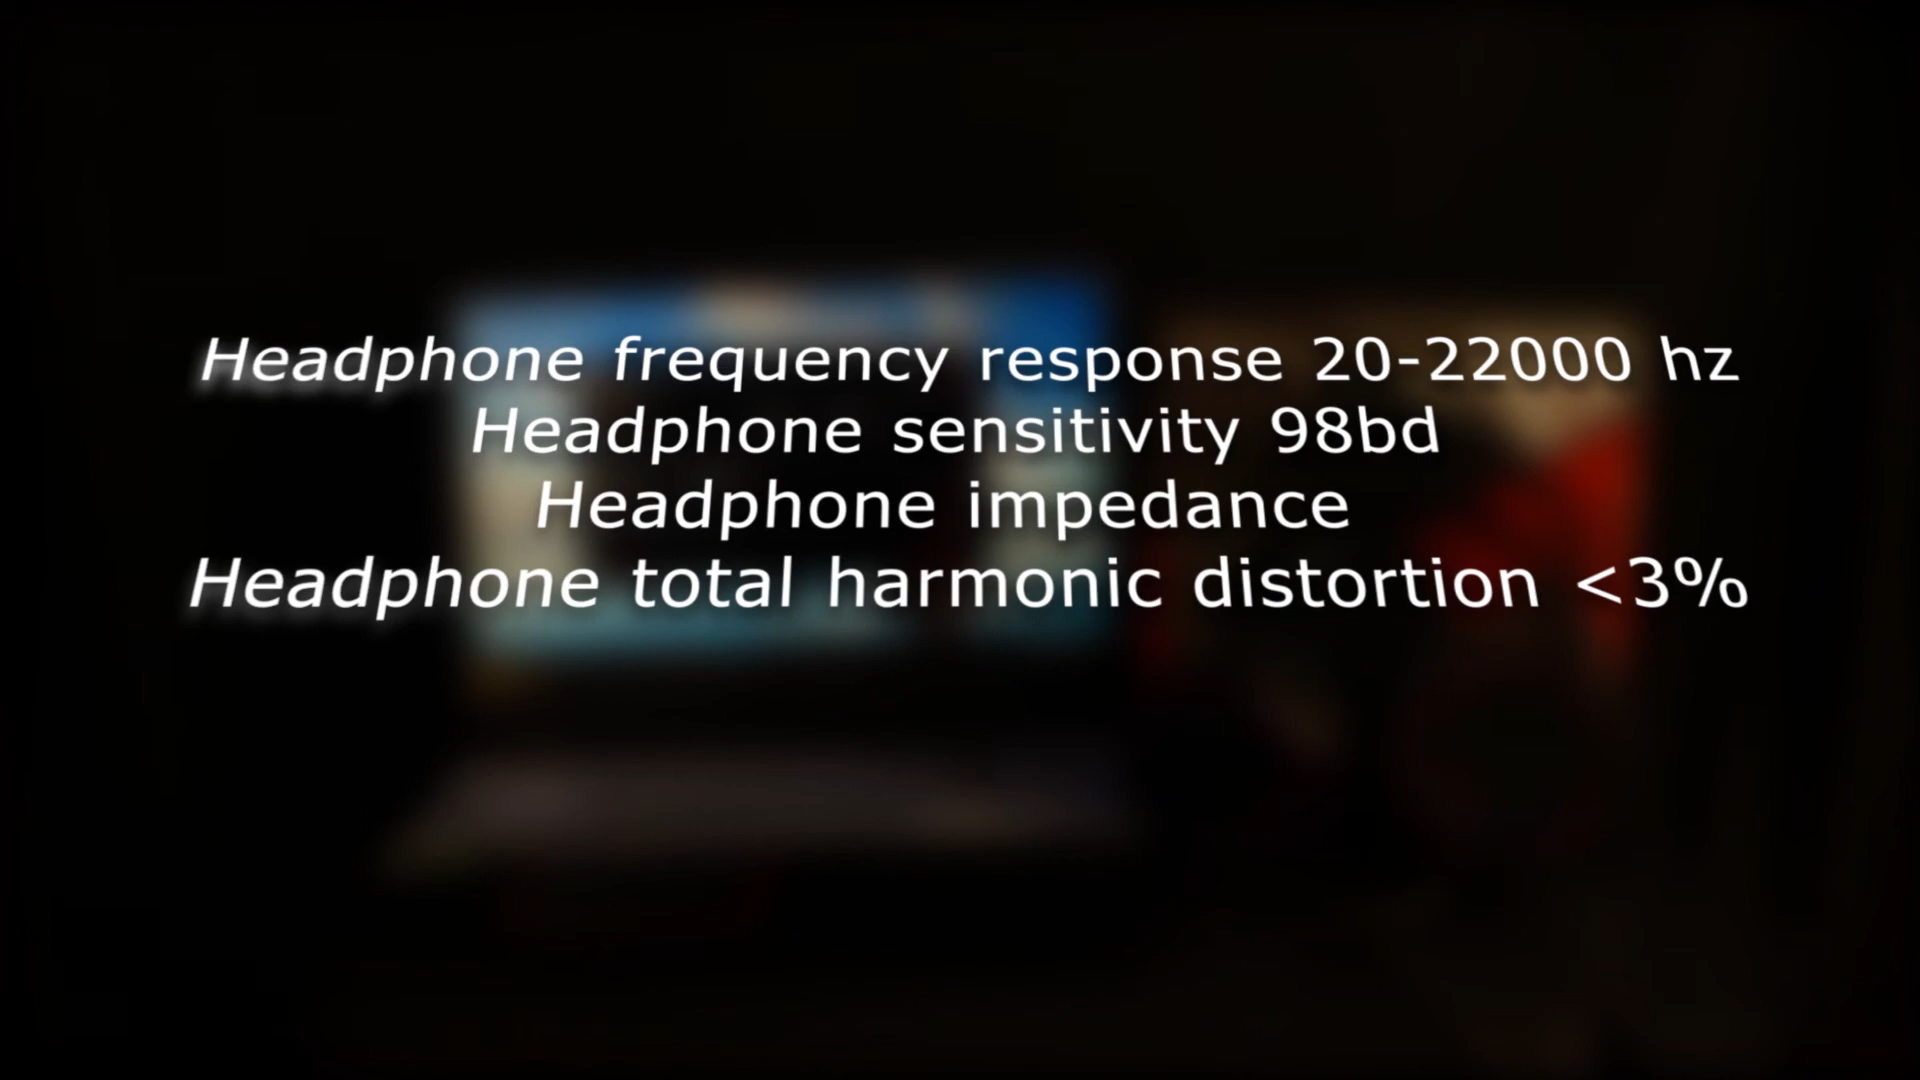 Headphone frequency response 20-22000 hz
Headphone sensitivity 98bd
Headphone impedance
Headphone total harmonic distortion <3%